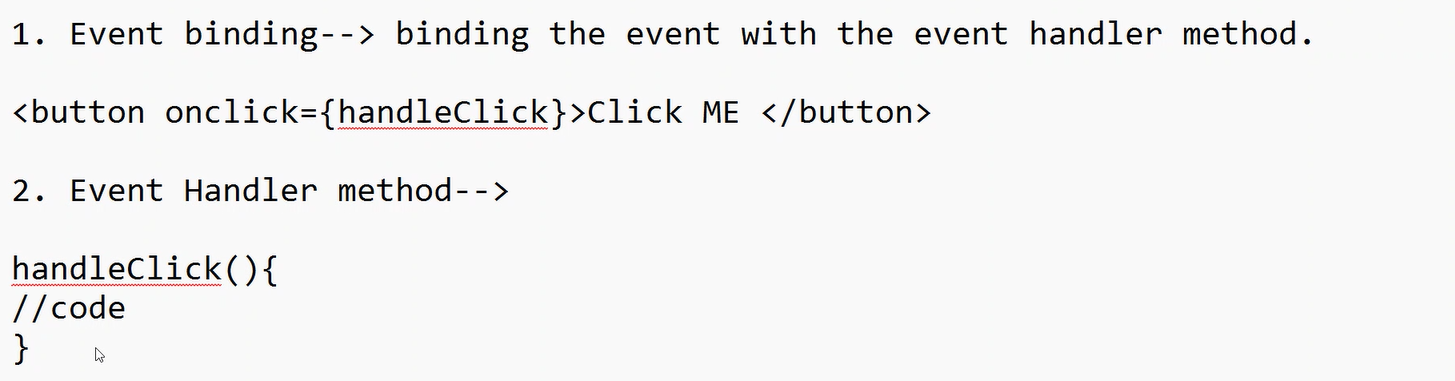 1. Event binding--> binding the event with the event handler method.
<button onclick={handleClick}>Click ME </button>
2. Event Handler method-->
handleClick(){
//code
}